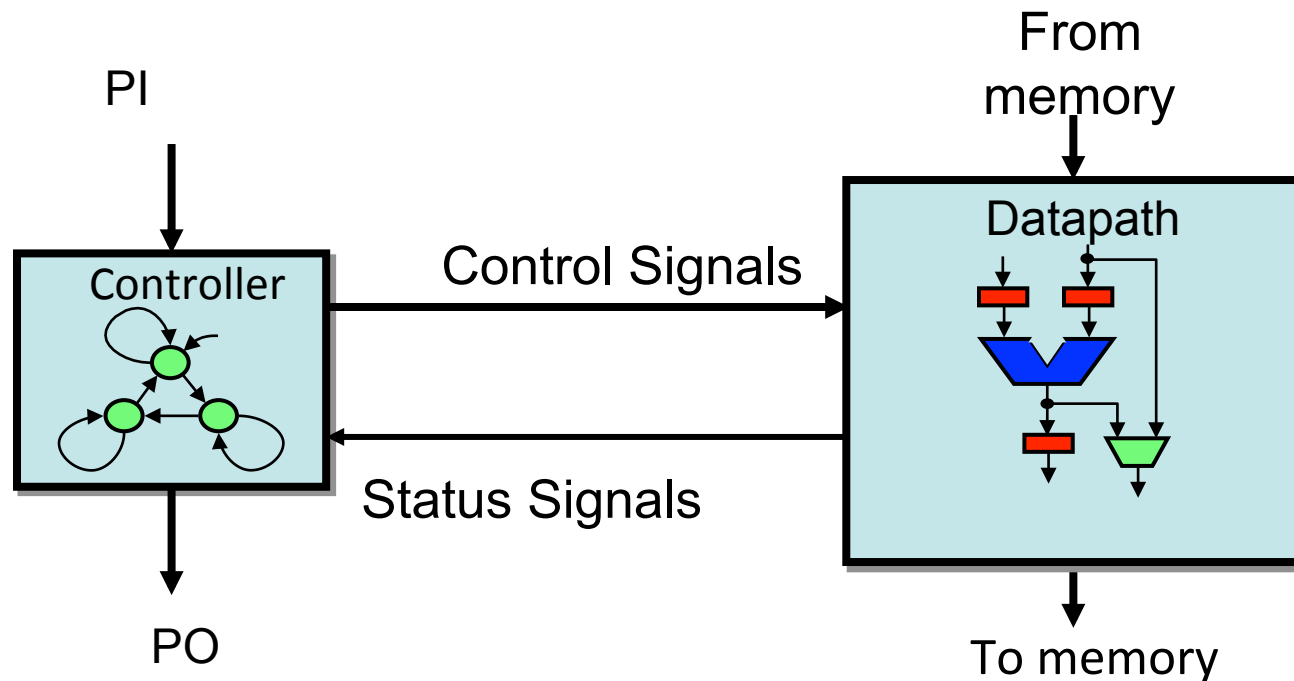 PI
From
memory
Controller
Control Signals
Datapath
Status Signals
PO
To memory